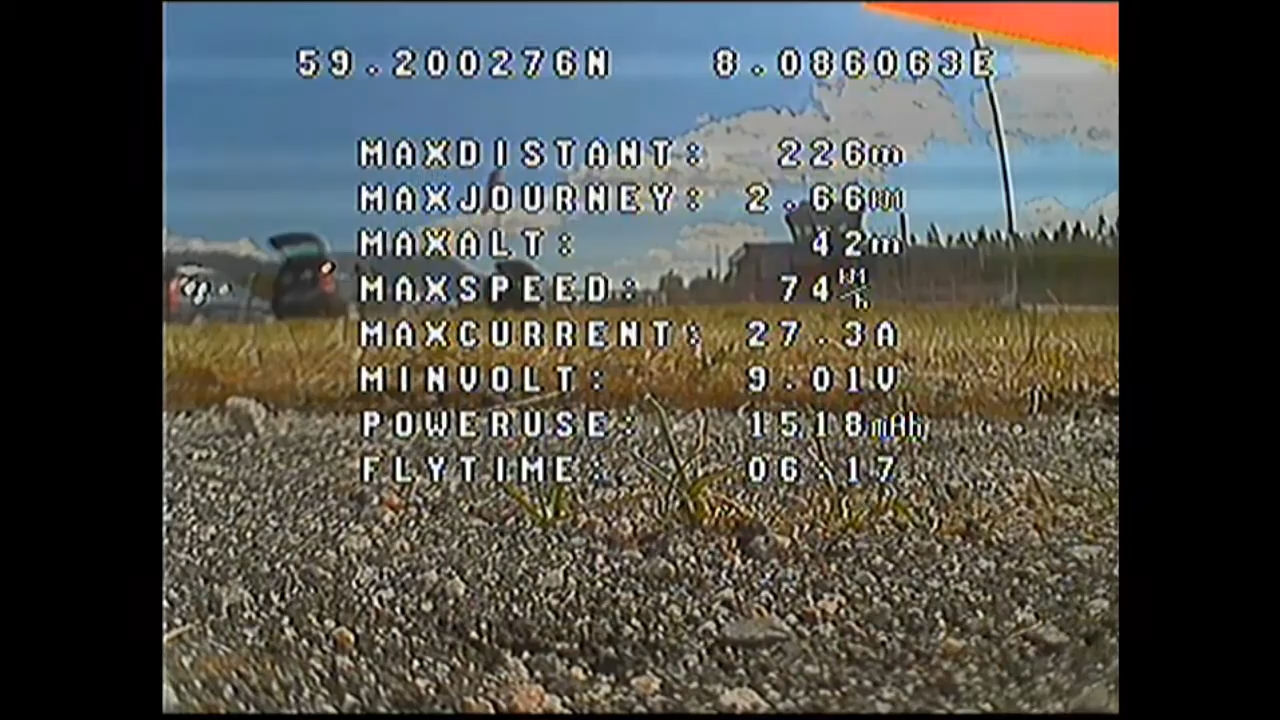 59.200276N 8.086063E
MAXDISTANT: 226m
MAXJOURNEY: 2.66KM
MAXALT: 42m
MAXSPEED: 74KM/h
MAXCURRENT: 27.3A
MINVOLT: 9.01V
POWERUSE: 1518mAh
FLYTIME: 06:17